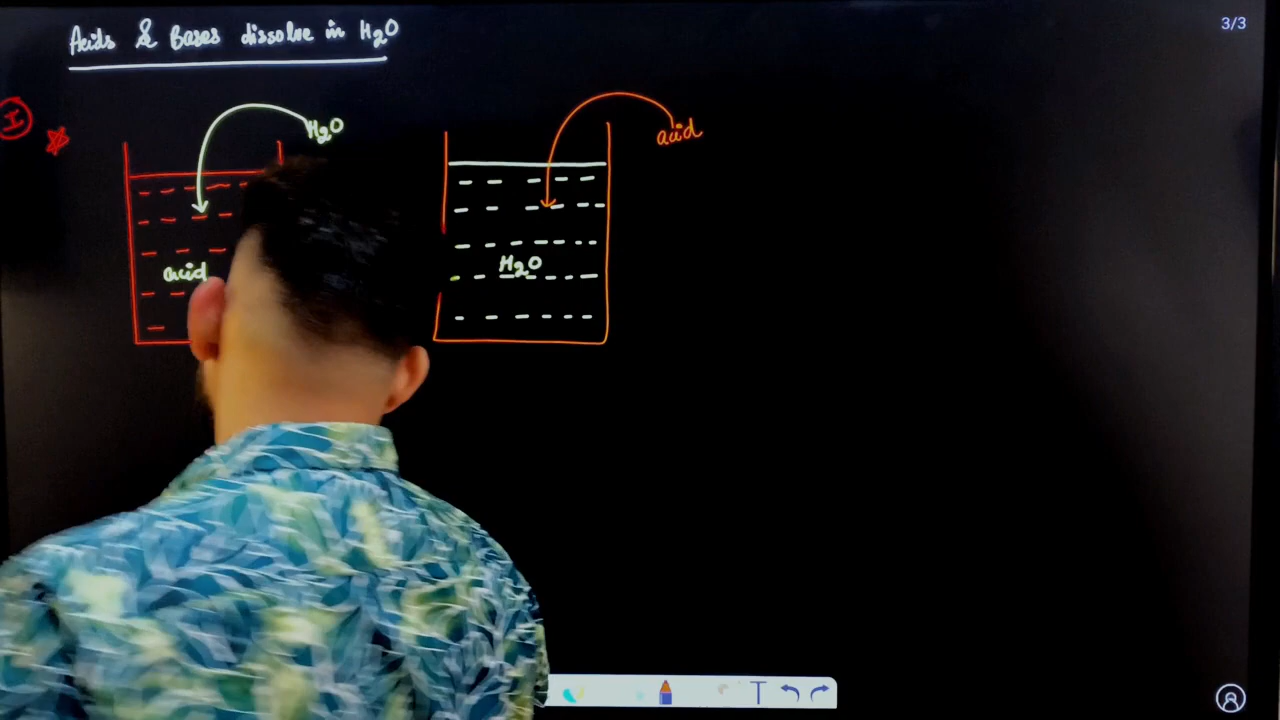 Acids & Bases dissolve in H₂O
3/3
I
H₂O
acid
acid
H₂O
T